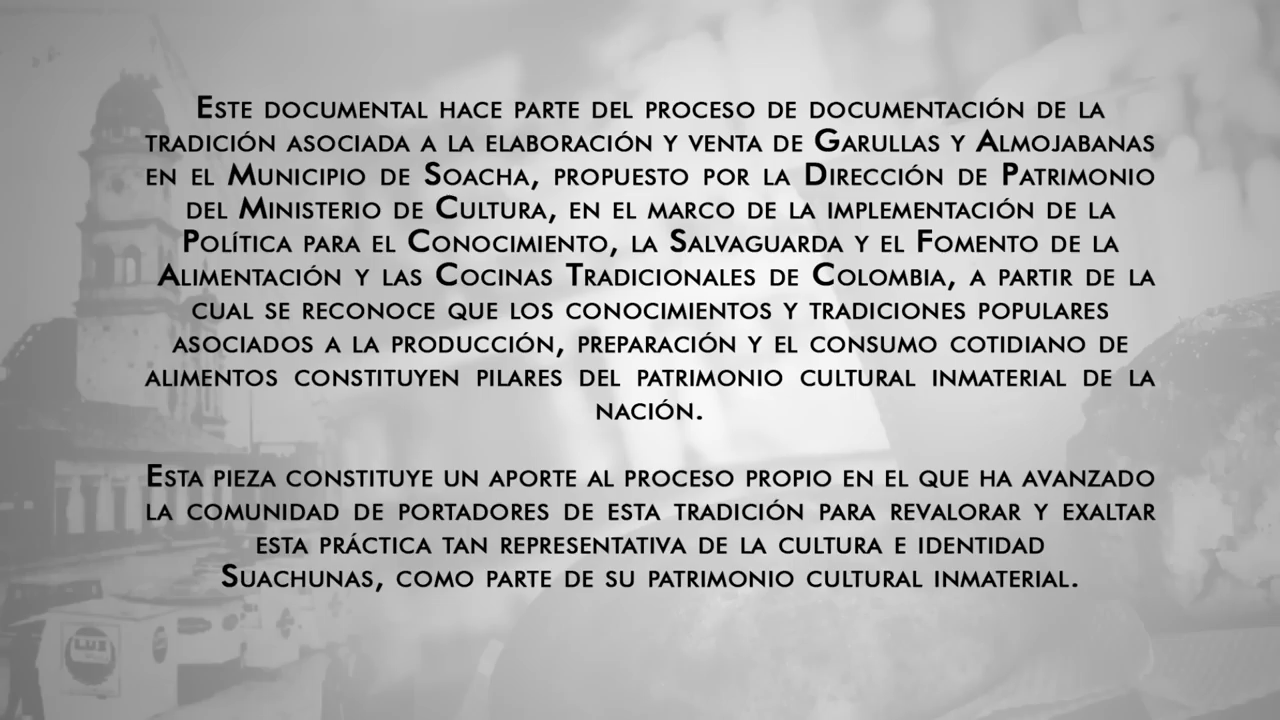 Este documental hace parte del proceso de documentación de la
tradición asociada a la elaboración y venta de Garullas y Almojabanas
en el Municipio de Soacha, propuesto por la Dirección de Patrimonio
del Ministerio de Cultura, en el marco de la implementación de la
Política para el Conocimiento, la Salvaguarda y el Fomento de la
Alimentación y las Cocinas Tradicionales de Colombia, a partir de la
cual se reconoce que los conocimientos y tradiciones populares
asociados a la producción, preparación y el consumo cotidiano de
alimentos constituyen pilares del patrimonio cultural inmaterial de la
nación.
Esta pieza constituye un aporte al proceso propio en el que ha avanzado
la comunidad de portadores de esta tradición para revalorar y exaltar
esta práctica tan representativa de la cultura e identidad
Suachunas, como parte de su patrimonio cultural inmaterial.
LUX